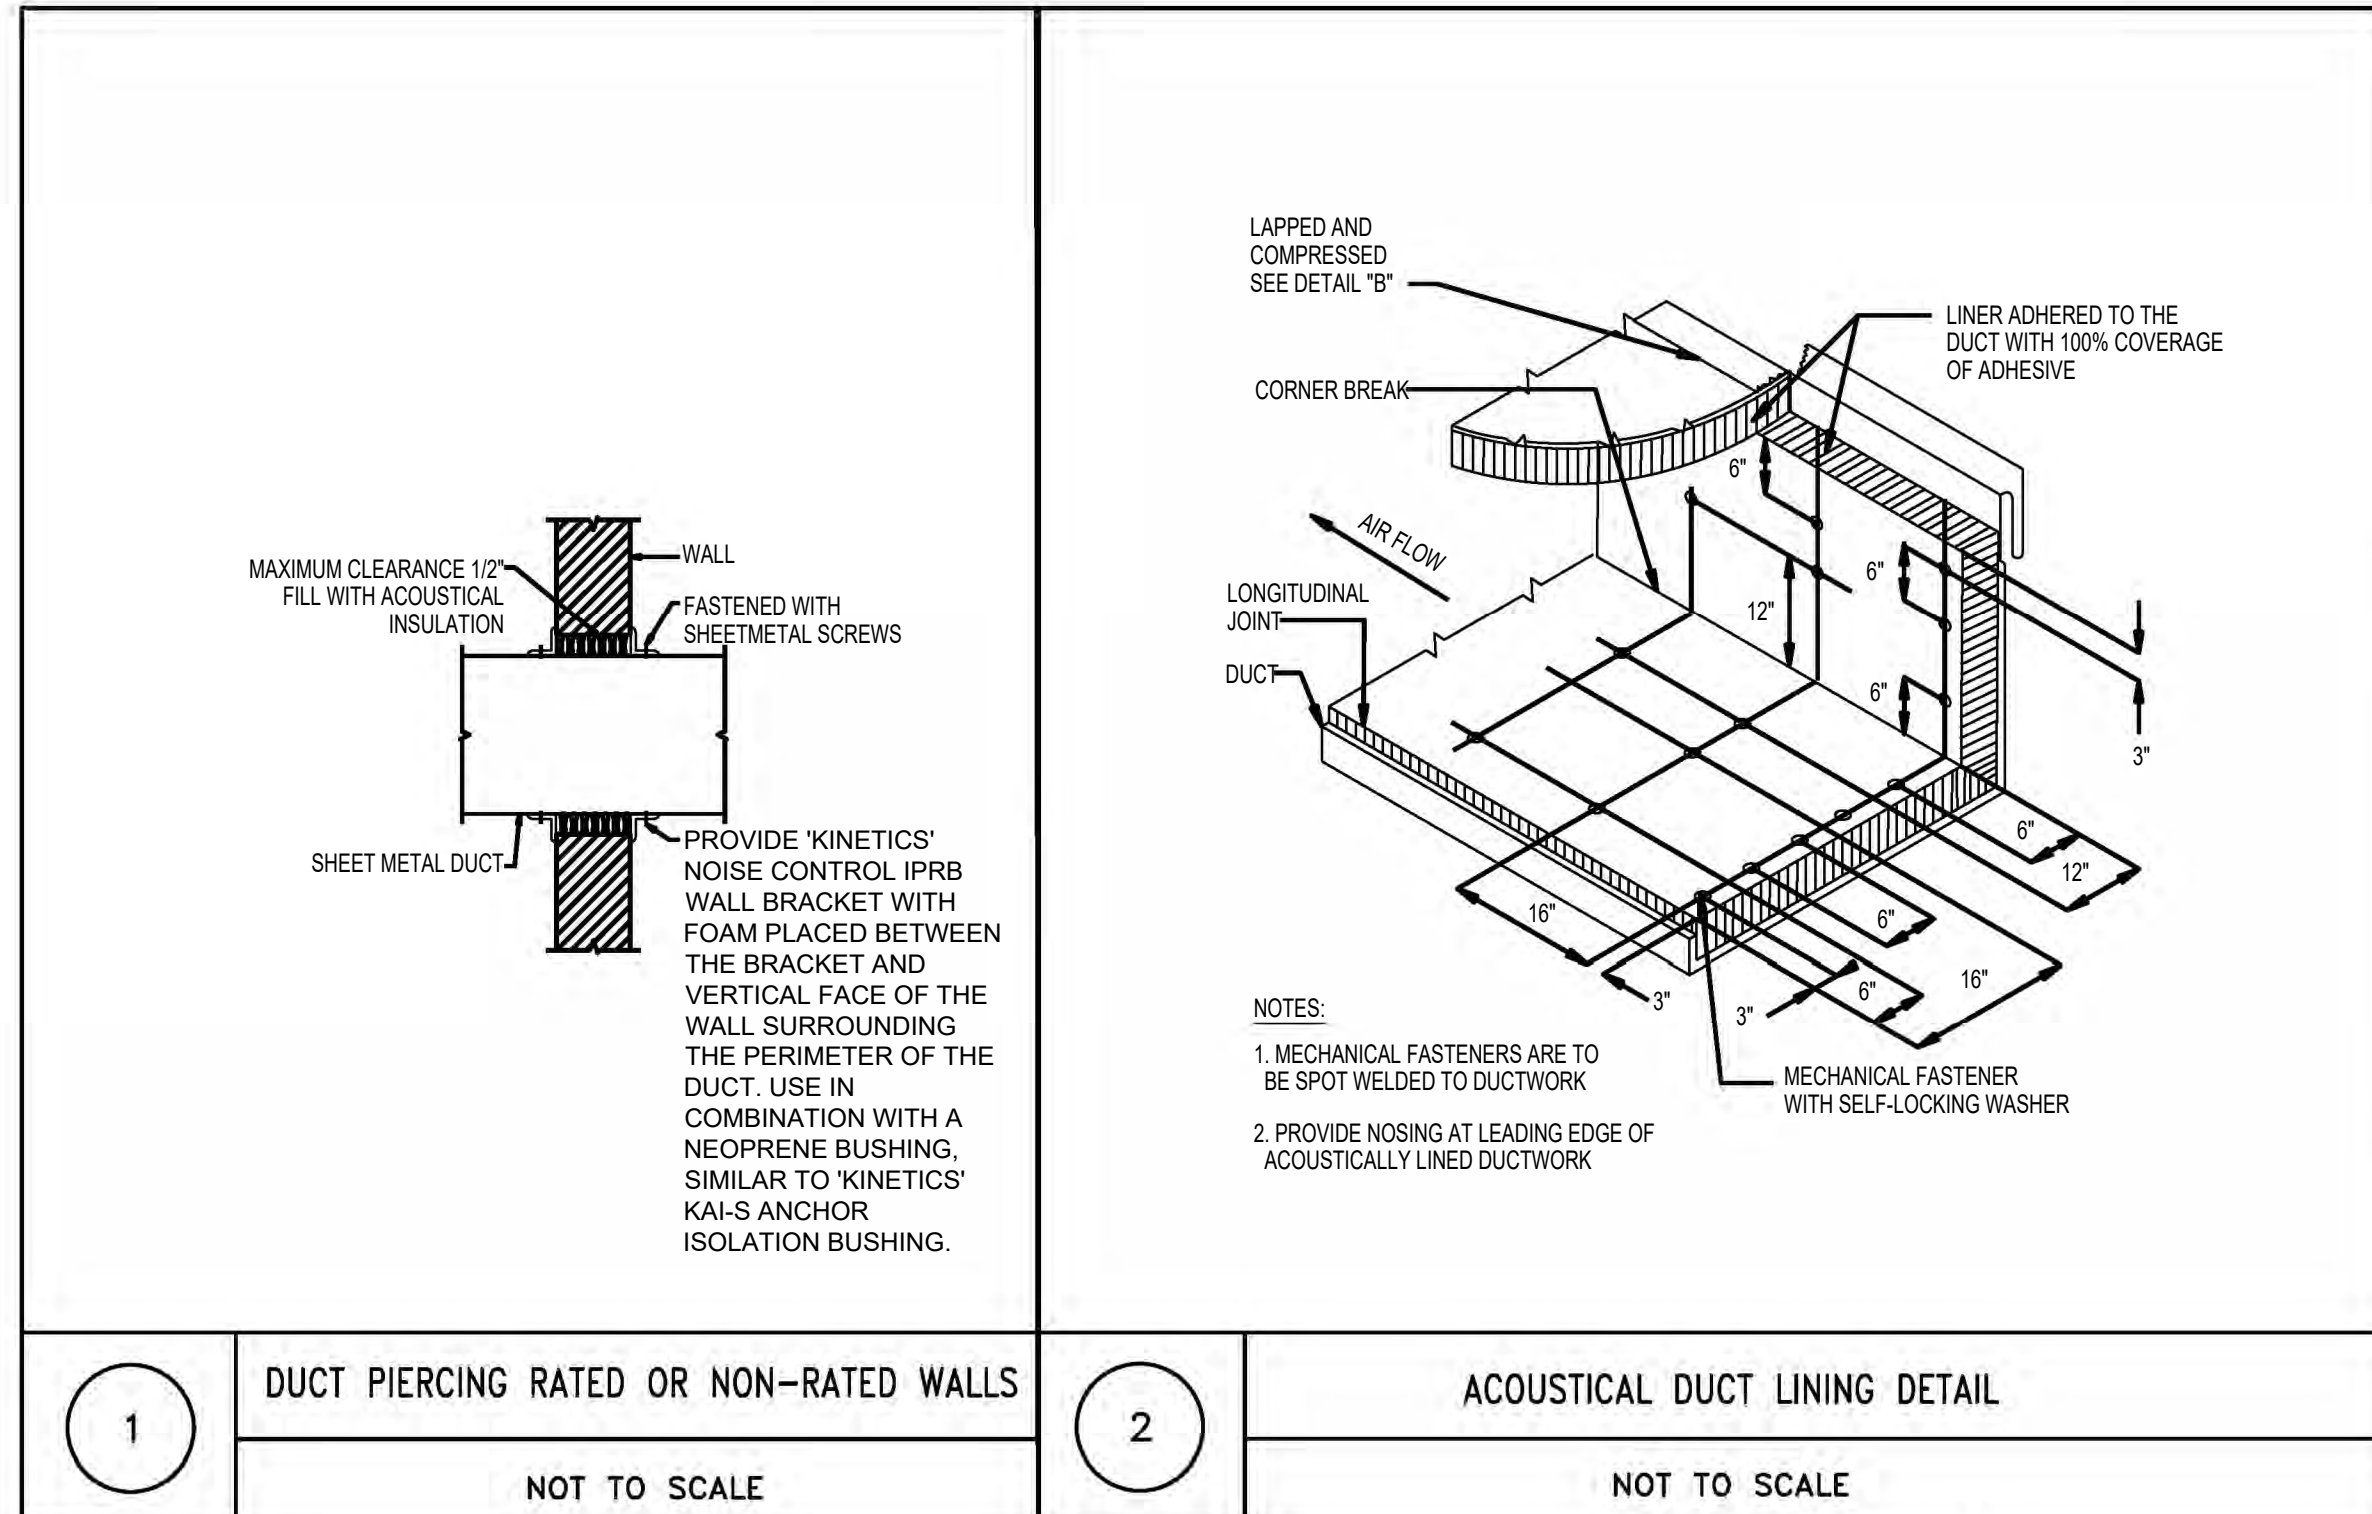 MAXIMUM CLEARANCE 1/2"
FILL WITH ACOUSTICAL
INSULATION
WALL
FASTENED WITH
SHEETMETAL SCREWS
SHEET METAL DUCT
PROVIDE 'KINETICS'
NOISE CONTROL IPRB
WALL BRACKET WITH
FOAM PLACED BETWEEN
THE BRACKET AND
VERTICAL FACE OF THE
WALL SURROUNDING
THE PERIMETER OF THE
DUCT. USE IN
COMBINATION WITH A
NEOPRENE BUSHING,
SIMILAR TO 'KINETICS'
KAI-S ANCHOR
ISOLATION BUSHING.
1
DUCT PIERCING RATED OR NON-RATED WALLS
NOT TO SCALE
LAPPED AND
COMPRESSED
SEE DETAIL "B"
CORNER BREAK
LINER ADHERED TO THE
DUCT WITH 100% COVERAGE
OF ADHESIVE
AIR FLOW
LONGITUDINAL
JOINT
DUCT
6"
12"
6"
6"
3"
6"
12"
6"
16"
6"
3"
3"
16"
MECHANICAL FASTENER
WITH SELF-LOCKING WASHER
NOTES:
1. MECHANICAL FASTENERS ARE TO
BE SPOT WELDED TO DUCTWORK
2. PROVIDE NOSING AT LEADING EDGE OF
ACOUSTICALLY LINED DUCTWORK
2
ACOUSTICAL DUCT LINING DETAIL
NOT TO SCALE